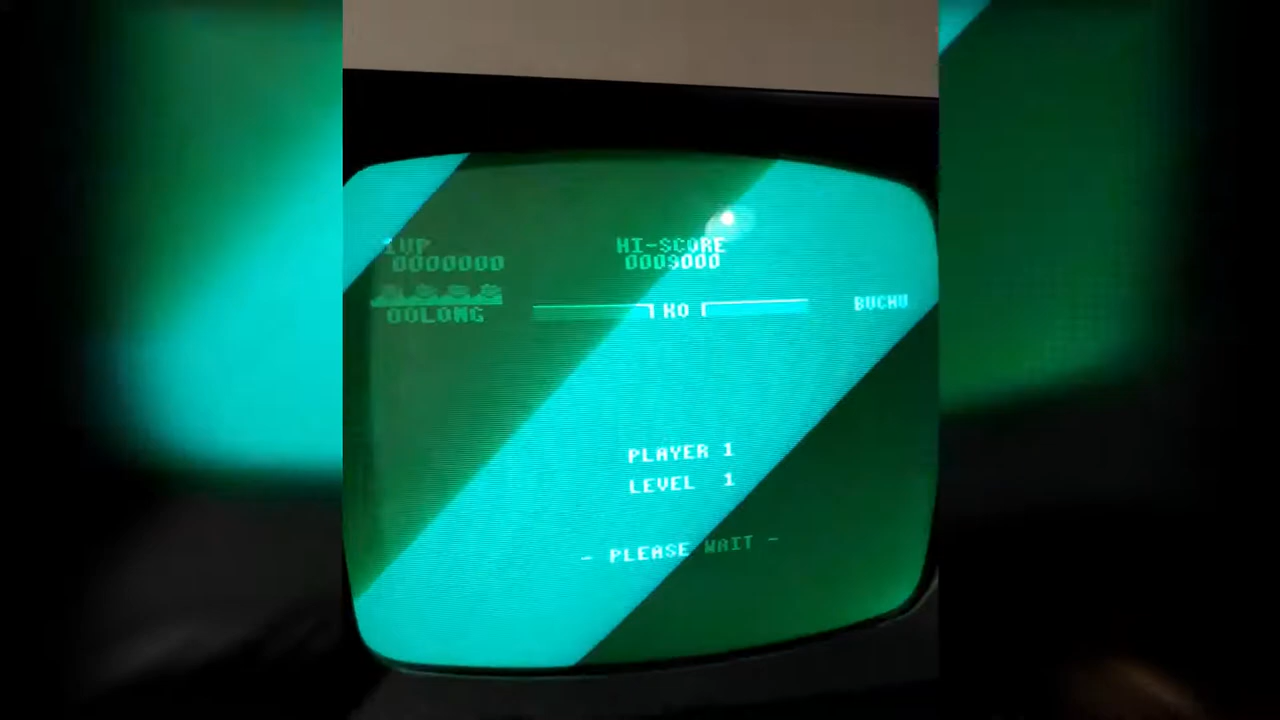 1UP HI-SCORE
0000000 0009000
OOLONG KO BUCHU
PLAYER 1
LEVEL 1
- PLEASE WAIT -